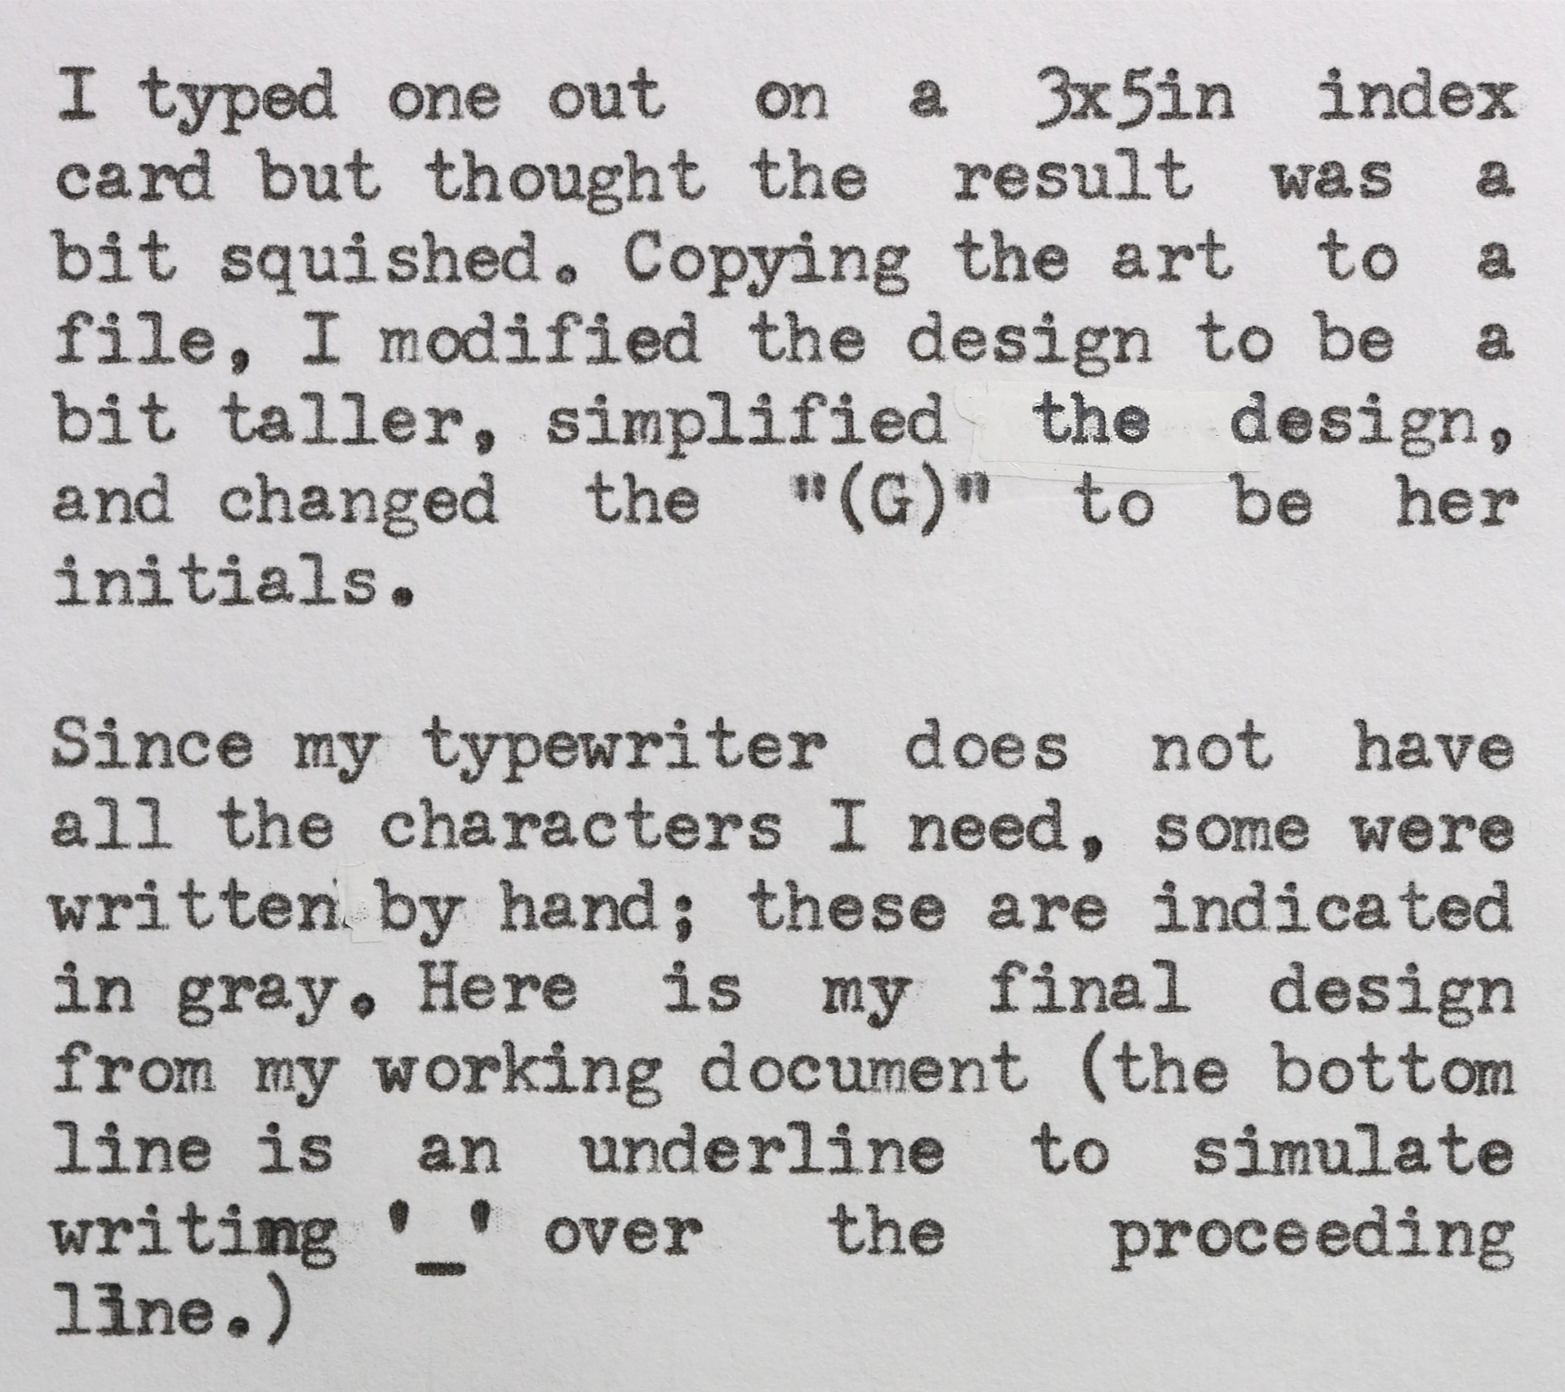 I typed one out on a 3x5in index
card but thought the result was a
bit squished. Copying the art to a
file, I modified the design to be a
bit taller, simplified the design,
and changed the "(G)" to be her
initials.

Since my typewriter does not have
all the characters I need, some were
written by hand; these are indicated
in gray. Here is my final design
from my working document (the bottom
line is an underline to simulate
writing '_' over the proceeding
line.)